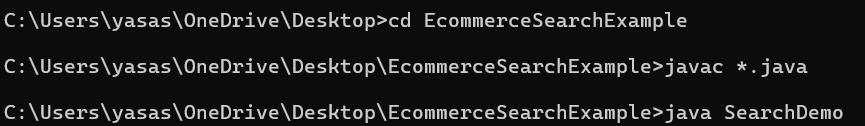 C:\Users\yasas\OneDrive\Desktop>cd EcommerceSearchExample
C:\Users\yasas\OneDrive\Desktop\EcommerceSearchExample>javac *.java
C:\Users\yasas\OneDrive\Desktop\EcommerceSearchExample>java SearchDemo